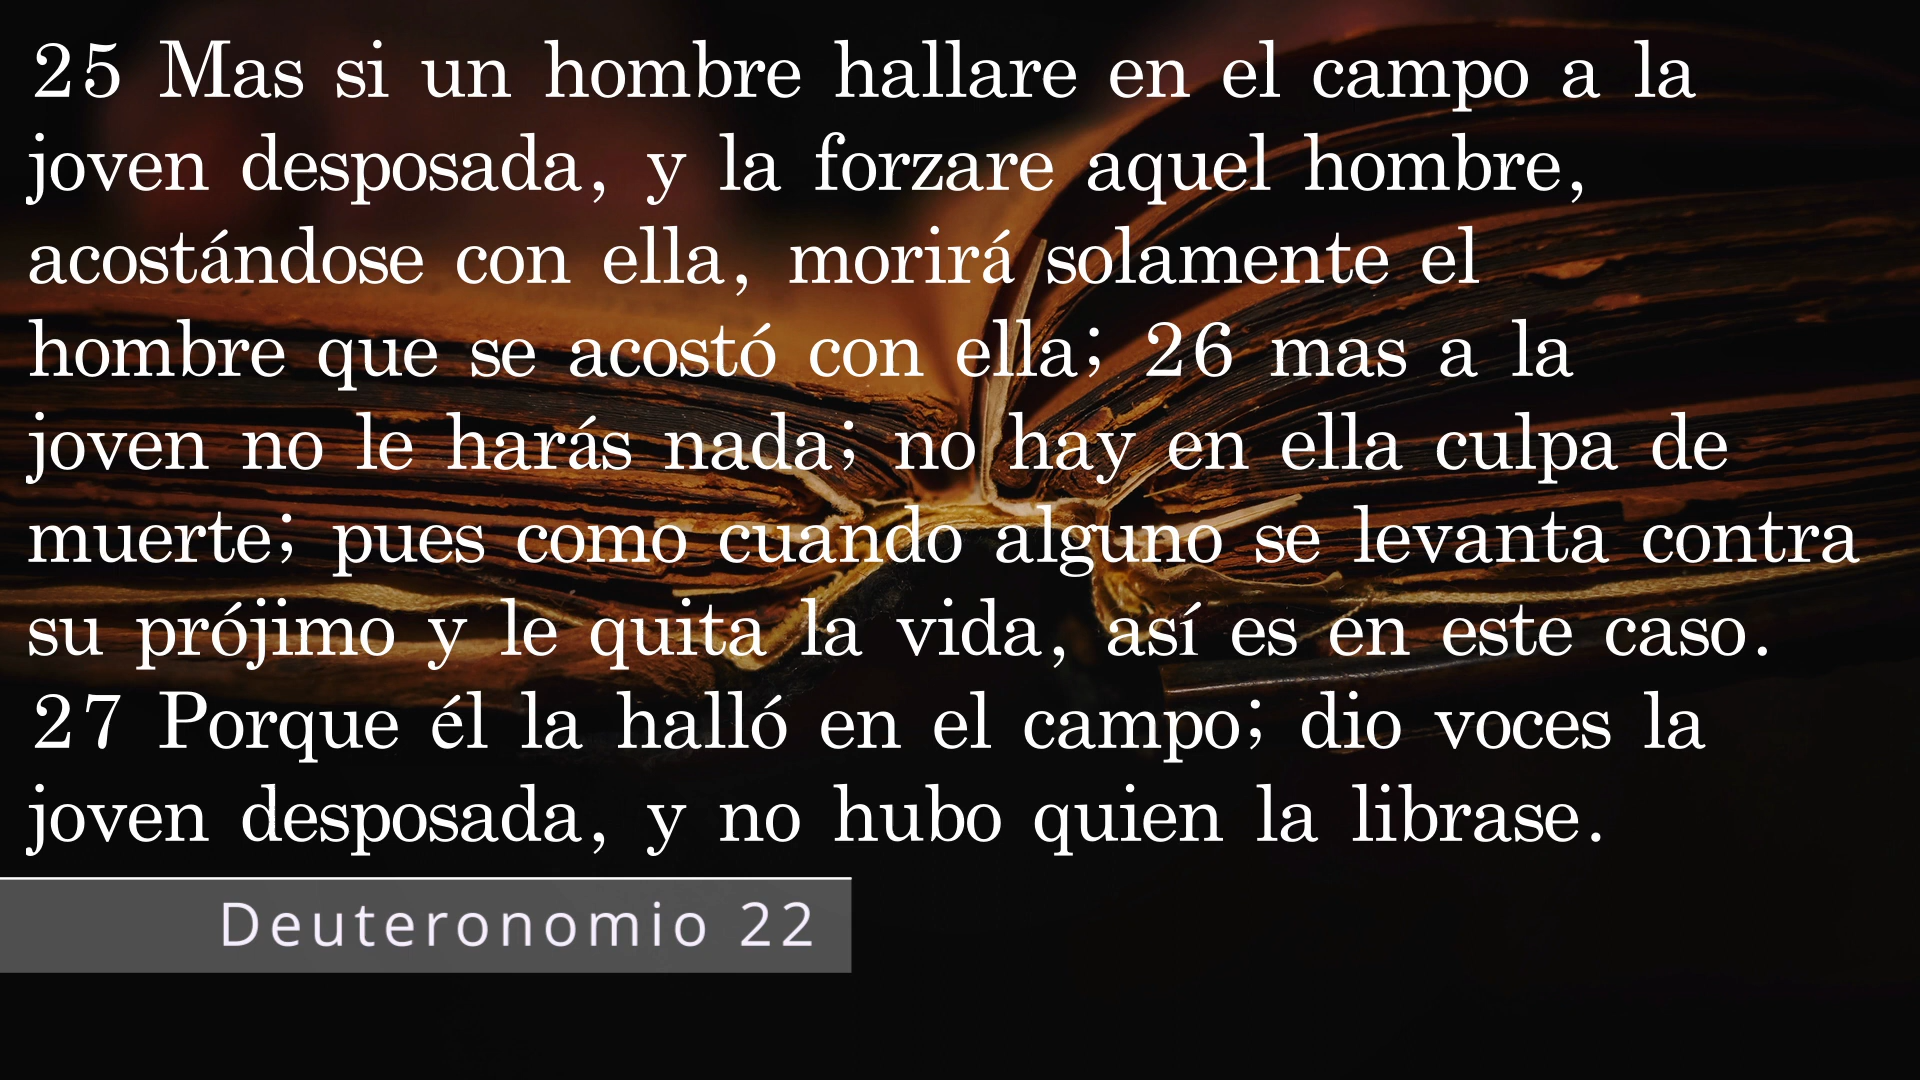 25 Mas si un hombre hallare en el campo a la
joven desposada, y la forzare aquel hombre,
acostándose con ella, morirá solamente el
hombre que se acostó con ella; 26 mas a la
joven no le harás nada; no hay en ella culpa de
muerte; pues como cuando alguno se levanta contra
su prójimo y le quita la vida, así es en este caso.
27 Porque él la halló en el campo; dio voces la
joven desposada, y no hubo quien la librase.
Deuteronomio 22